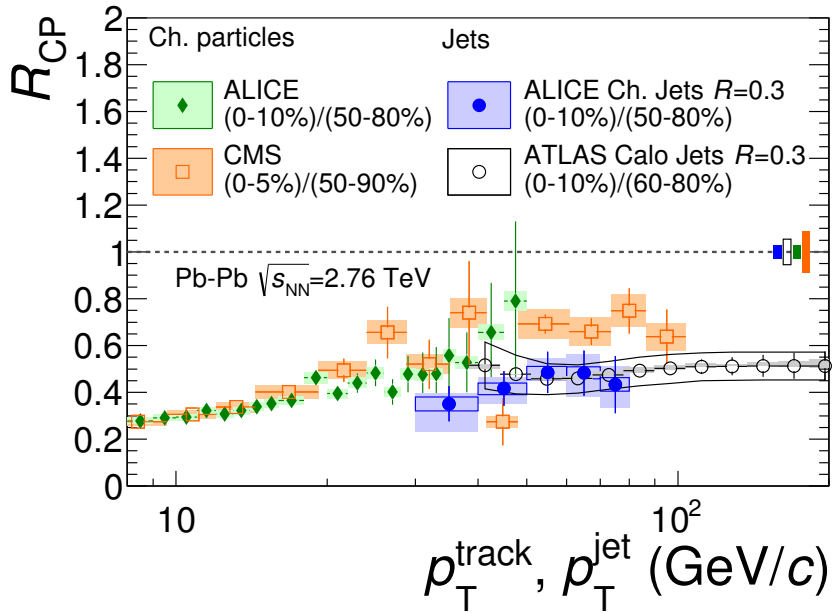 R_CP
2
1.8
1.6
1.4
1.2
1
0.8
0.6
0.4
0.2
0
Ch. particles
ALICE
(0-10%)/(50-80%)
CMS
(0-5%)/(50-90%)
Jets
ALICE Ch. Jets R=0.3
(0-10%)/(50-80%)
ATLAS Calo Jets R=0.3
(0-10%)/(60-80%)
Pb-Pb √s_NN=2.76 TeV
10
10²
p_T^track, p_T^jet (GeV/c)